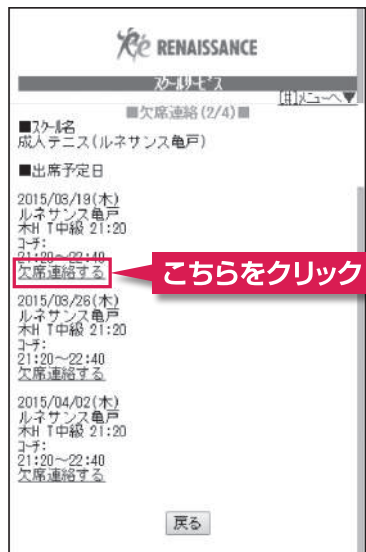 RENAISSANCE
スクールサービス
[#]メニューへ▼
■欠席連絡(2/4)■
■スクール名
成人テニス(ルネサンス亀戸)
■出席予定日
2015/03/19(木)
ルネサンス亀戸
木H T中級 21:20
コーチ:
21:20～22:40
欠席連絡する
こちらをクリック
2015/03/26(木)
ルネサンス亀戸
木H T中級 21:20
コーチ:
21:20～22:40
欠席連絡する
2015/04/02(木)
ルネサンス亀戸
木H T中級 21:20
コーチ:
21:20～22:40
欠席連絡する
戻る